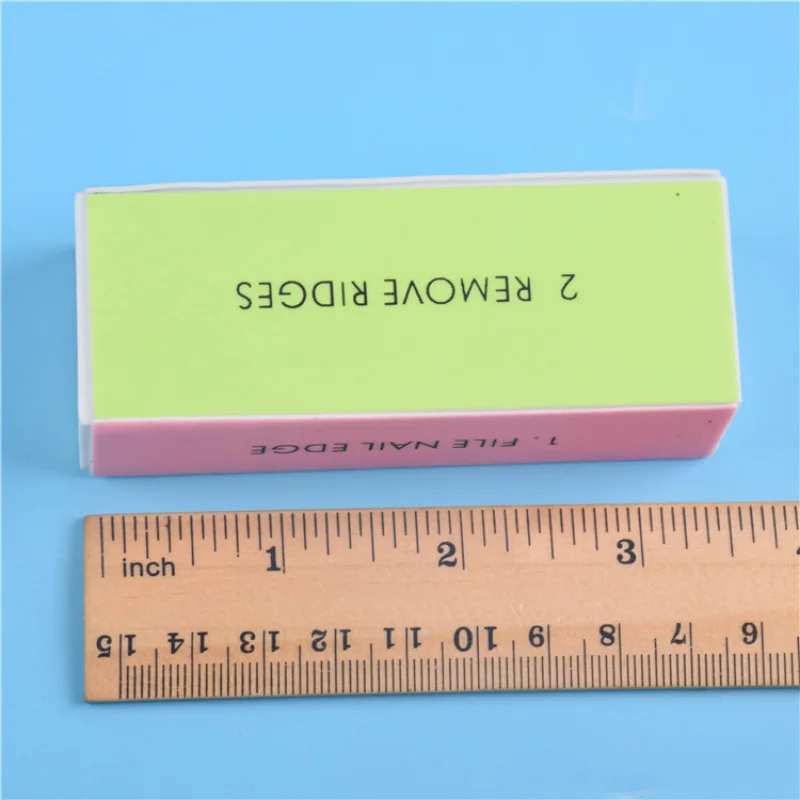 2 REMOVE RIDGES
1. FILE NAIL EDGE
1 2 3
inch
15 14 13 12 11 10 9 8 7 6